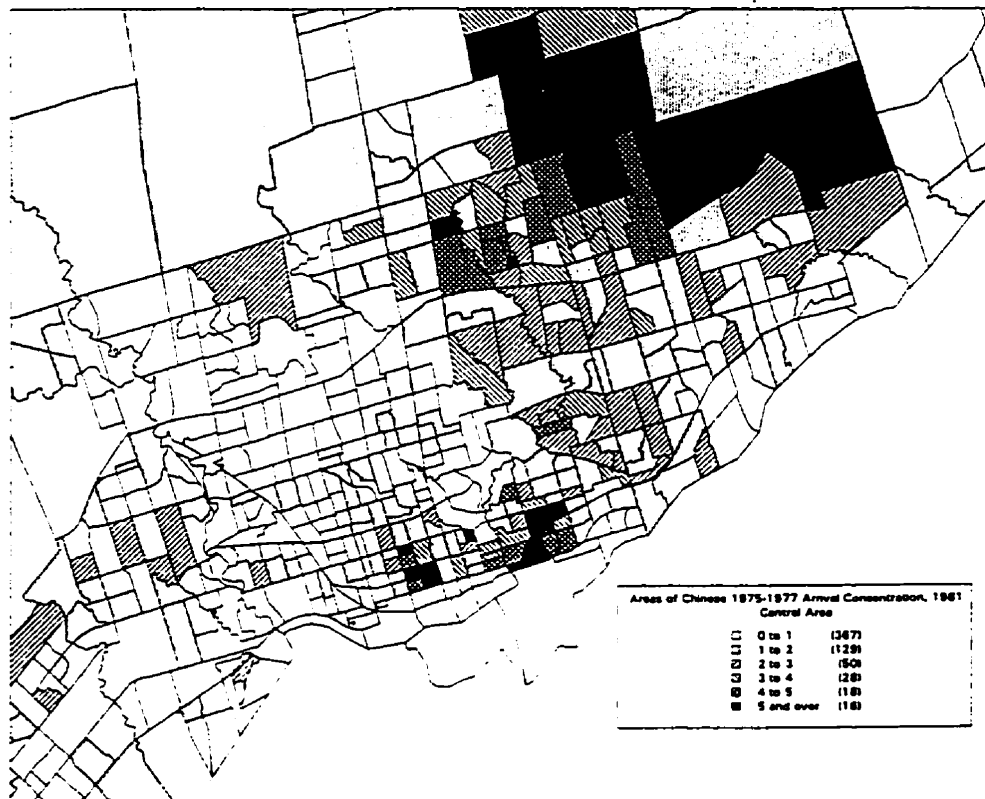 Areas of Chinese 1975-1977 Arrival Concentration, 1981
Central Area
0 to 1 (367)
1 to 2 (129)
2 to 3 (50)
3 to 4 (28)
4 to 5 (18)
5 and over (16)